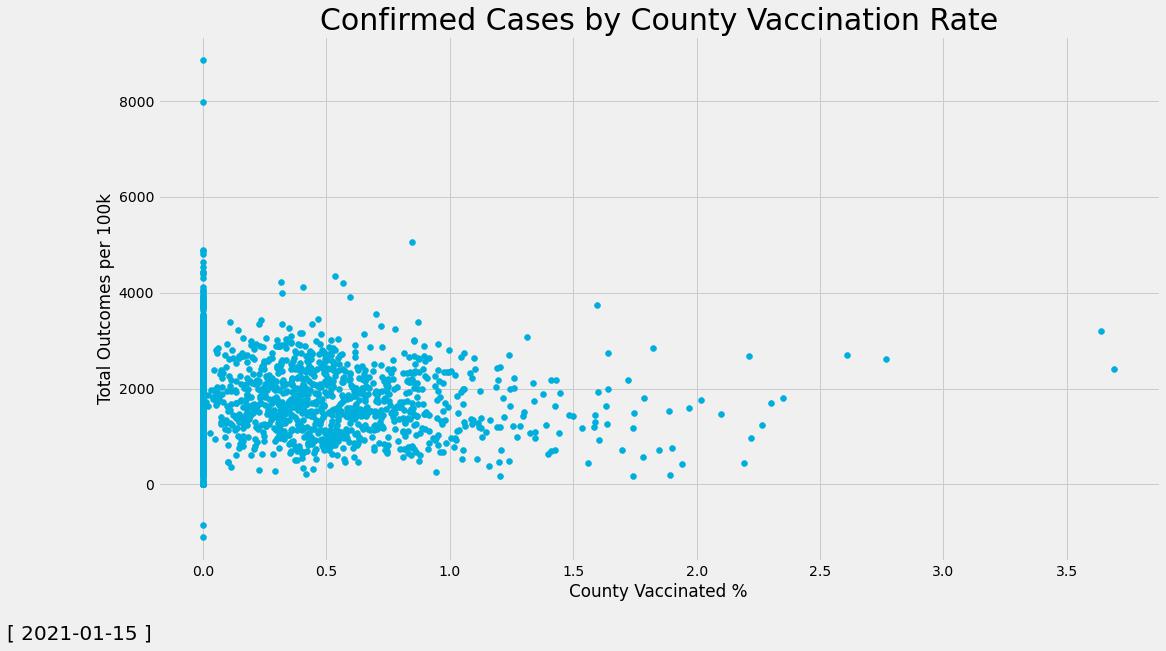 Confirmed Cases by County Vaccination Rate
Total Outcomes per 100k
8000
6000
4000
2000
0
0.0 0.5 1.0 1.5 2.0 2.5 3.0 3.5
County Vaccinated %
[ 2021-01-15 ]